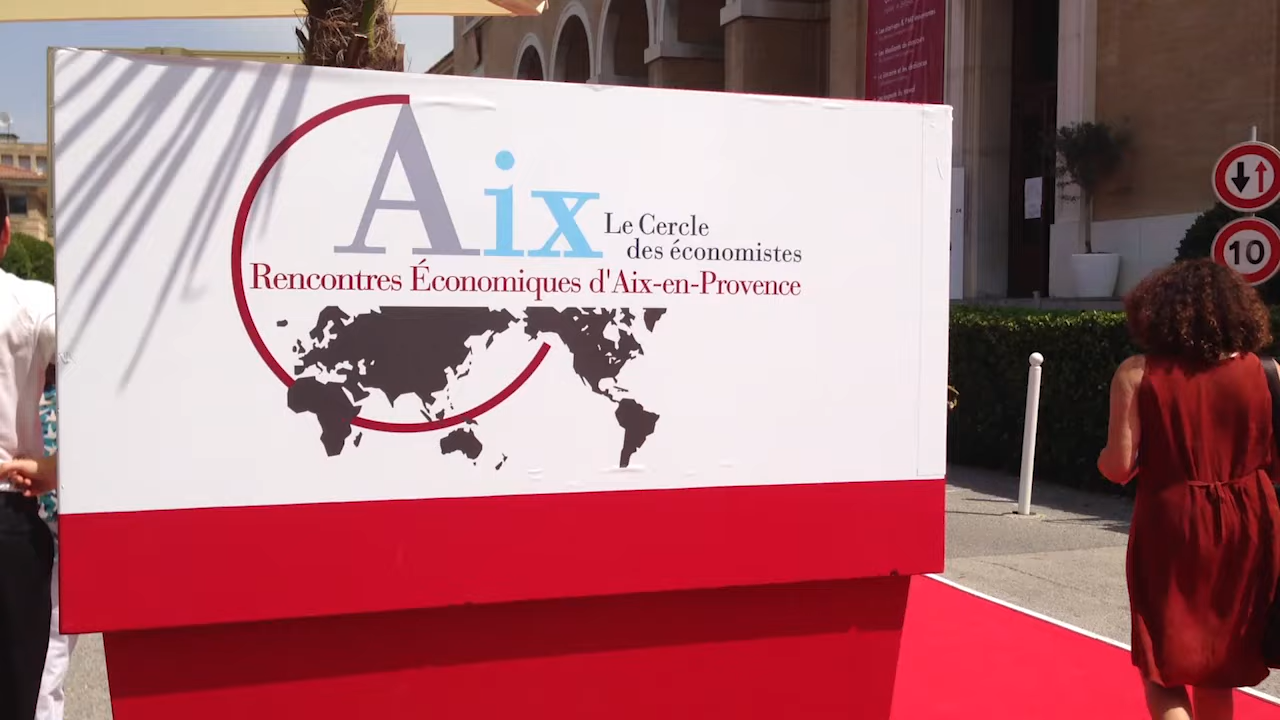 Aix
Le Cercle
des économistes
Rencontres Économiques d'Aix-en-Provence
10